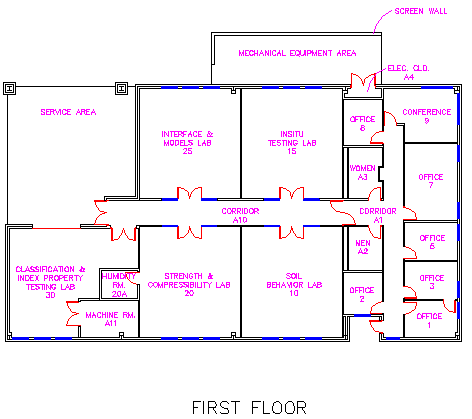 SCREEN WALL
MECHANICAL EQUIPMENT AREA
ELEC. CLO.
A4
SERVICE AREA
INTERFACE &
MODELS LAB
25
INSITU
TESTING LAB
15
OFFICE
8
CONFERENCE
9
WOMEN
A3
OFFICE
7
CORRIDOR
A10
CORRIDOR
A1
MEN
A2
OFFICE
5
CLASSIFICATION &
INDEX PROPERTY
TESTING LAB
30
HUMIDITY
RM.
20A
STRENGTH &
COMPRESSIBILITY LAB
20
SOIL
BEHAVIOR LAB
10
OFFICE
2
OFFICE
3
MACHINE RM.
A11
OFFICE
1
FIRST FLOOR